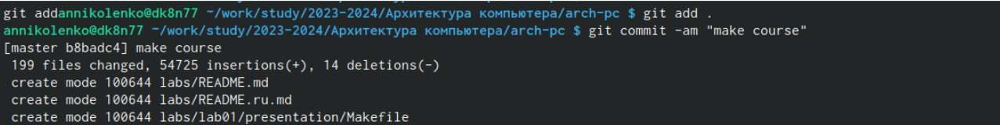 git addannikolenko@dk8n77 ~/work/study/2023-2024/Архитектура компьютера/arch-pc $ git add .
annikolenko@dk8n77 ~/work/study/2023-2024/Архитектура компьютера/arch-pc $ git commit -am "make course"
[master b8badc4] make course
 199 files changed, 54725 insertions(+), 14 deletions(-)
 create mode 100644 labs/README.md
 create mode 100644 labs/README.ru.md
 create mode 100644 labs/lab01/presentation/Makefile